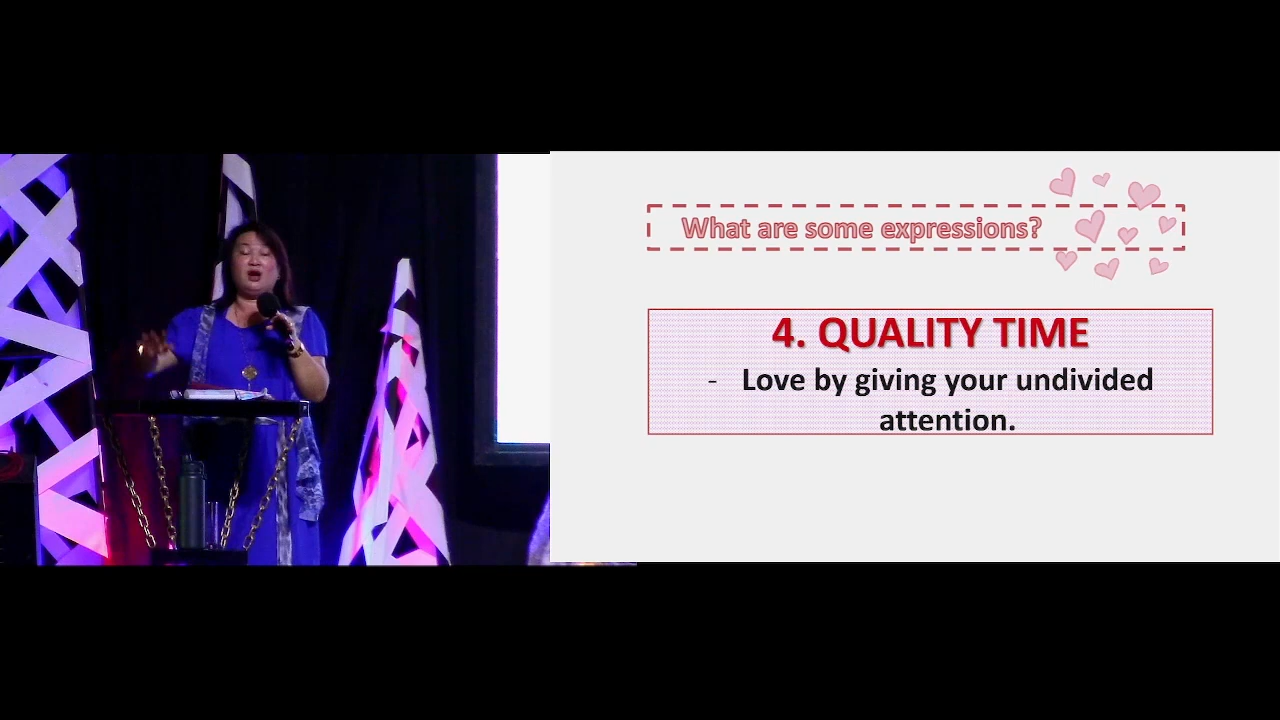 What are some expressions?
4. QUALITY TIME
- Love by giving your undivided
attention.